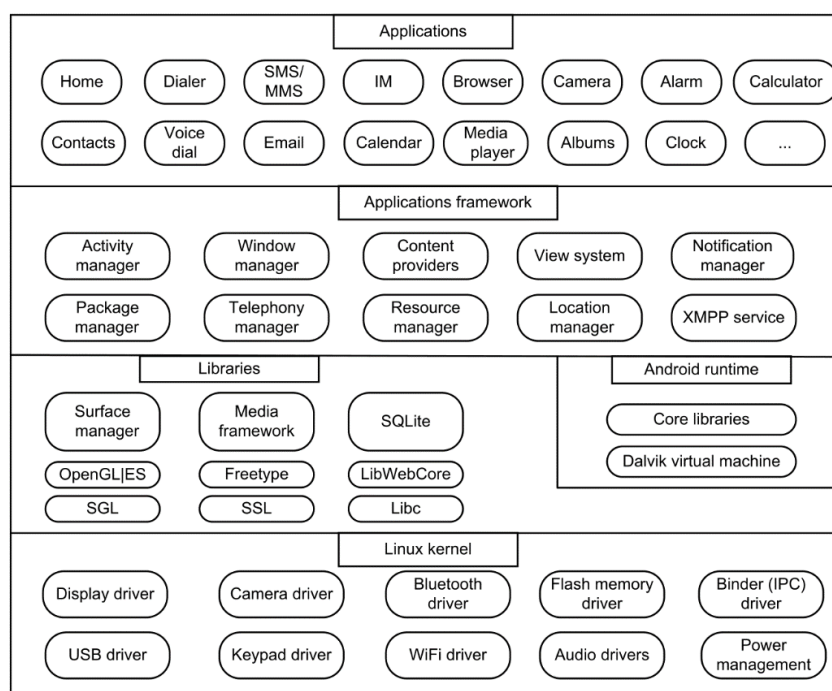 Applications
Home
Dialer
SMS/
MMS
IM
Browser
Camera
Alarm
Calculator
Contacts
Voice
dial
Email
Calendar
Media
player
Albums
Clock
...
Applications framework
Activity
manager
Window
manager
Content
providers
View system
Notification
manager
Package
manager
Telephony
manager
Resource
manager
Location
manager
XMPP service
Libraries
Surface
manager
Media
framework
SQLite
OpenGL|ES
Freetype
LibWebCore
SGL
SSL
Libc
Android runtime
Core libraries
Dalvik virtual machine
Linux kernel
Display driver
Camera driver
Bluetooth
driver
Flash memory
driver
Binder (IPC)
driver
USB driver
Keypad driver
WiFi driver
Audio drivers
Power
management